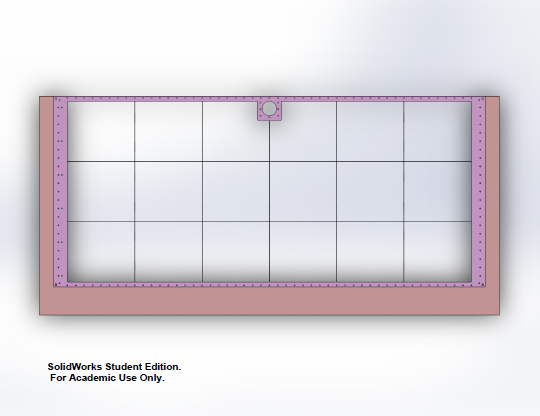 SolidWorks Student Edition.
For Academic Use Only.